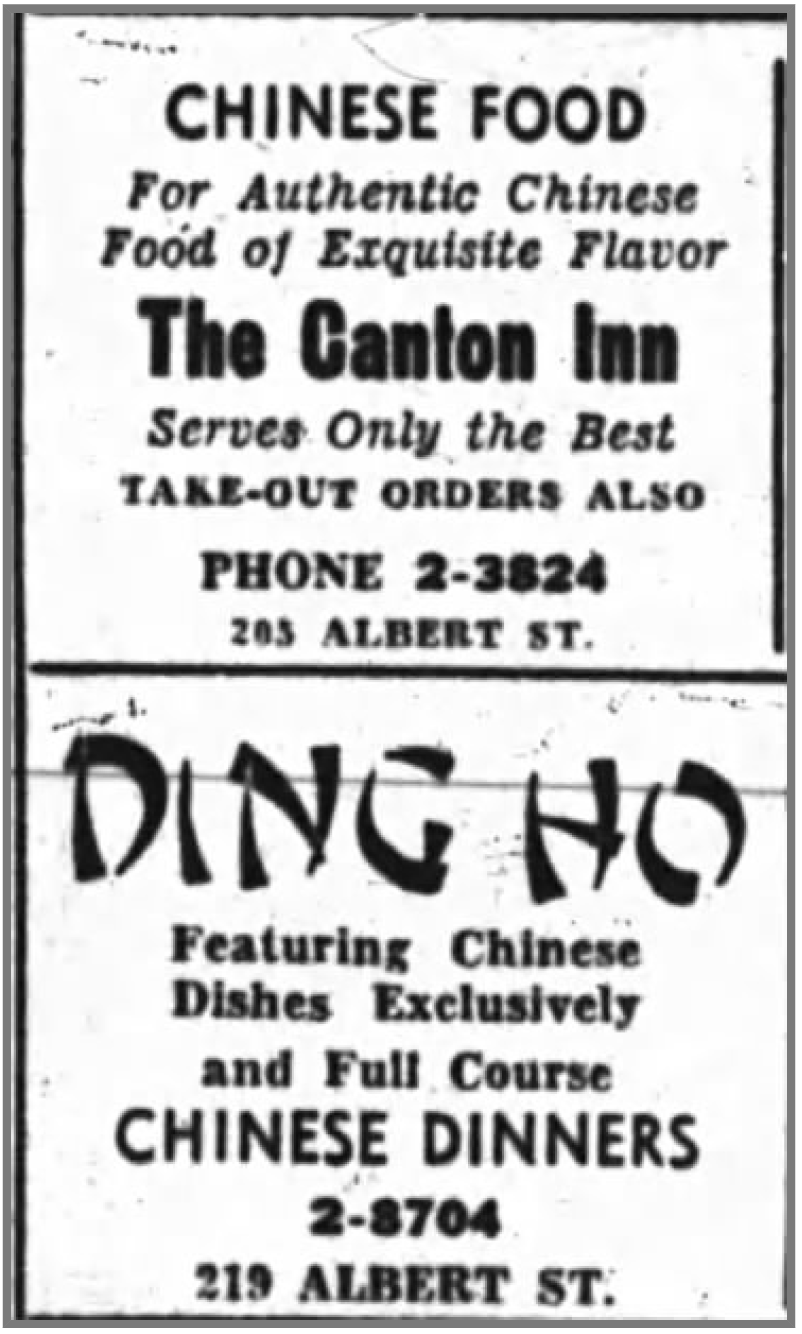 CHINESE FOOD
For Authentic Chinese
Food of Exquisite Flavor
The Canton Inn
Serves Only the Best
TAKE-OUT ORDERS ALSO
PHONE 2-3824
205 ALBERT ST.
DING HO
Featuring Chinese
Dishes Exclusively
and Full Course
CHINESE DINNERS
2-8704
219 ALBERT ST.